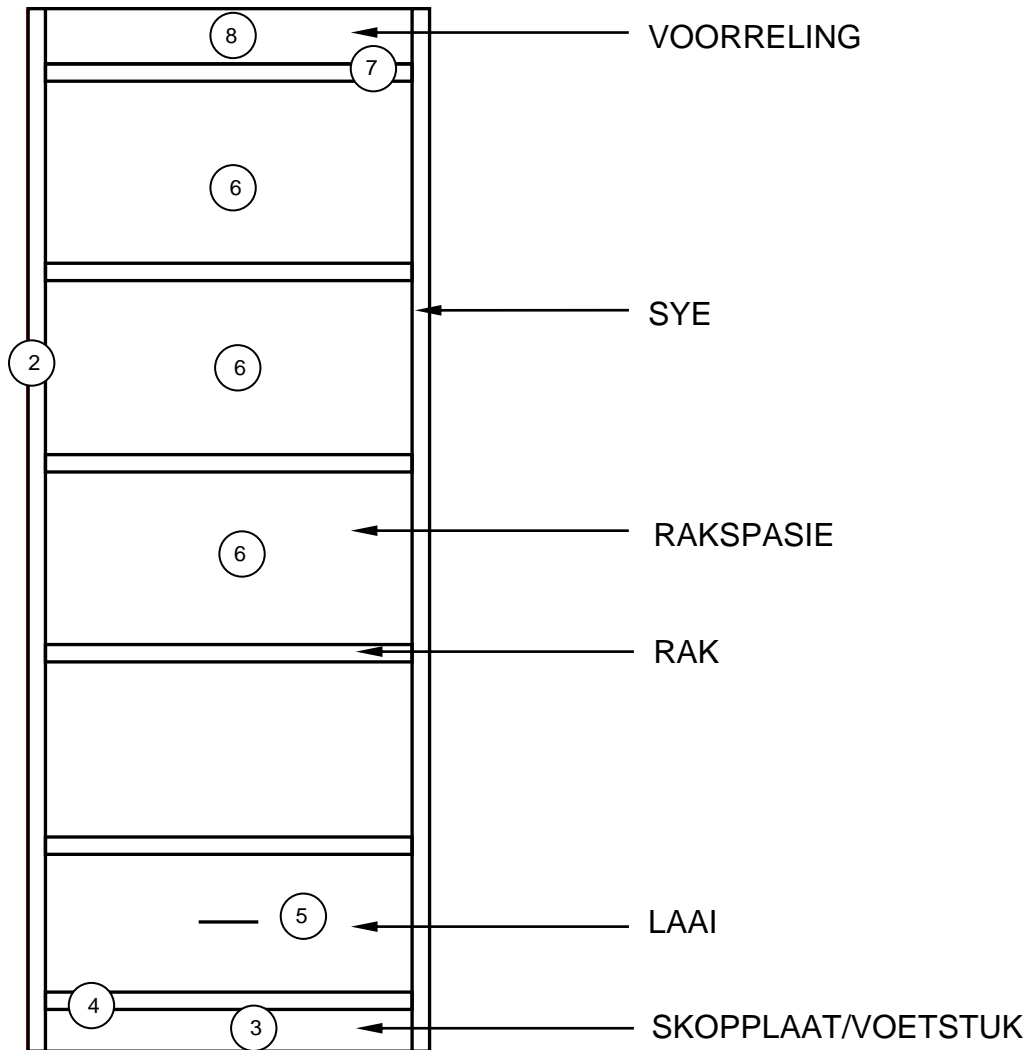 8
VOORRELING
7
6
SYE
2
6
RAKSPASIE
6
RAK
5
LAAI
4
3
SKOPPLAAT/VOETSTUK